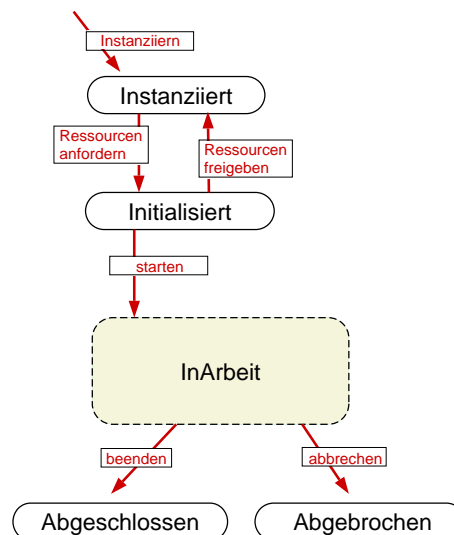 Instanziiern
Instanziiert
Ressourcen
anfordern
Ressourcen
freigeben
Initialisiert
starten
InArbeit
beenden
abbrechen
Abgeschlossen
Abgebrochen